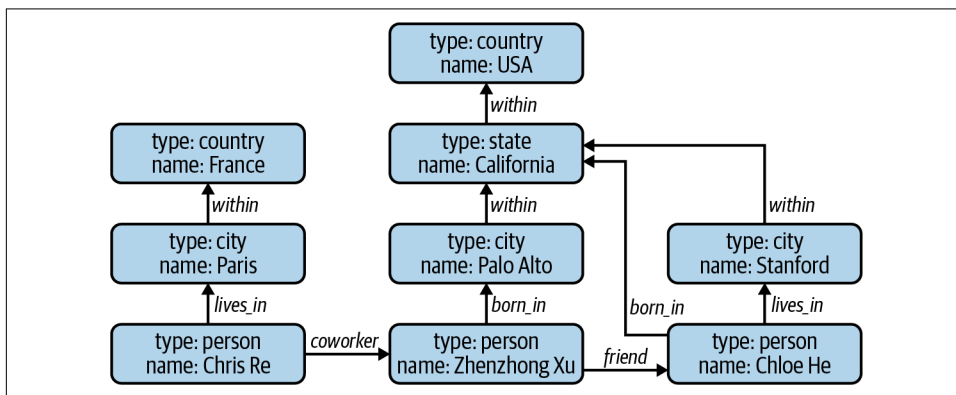 type: country
name: USA
within
type: country
name: France
type: state
name: California
within
within
within
type: city
name: Paris
type: city
name: Palo Alto
type: city
name: Stanford
lives_in
born_in
born_in
lives_in
type: person
name: Chris Re
coworker
type: person
name: Zhenzhong Xu
friend
type: person
name: Chloe He